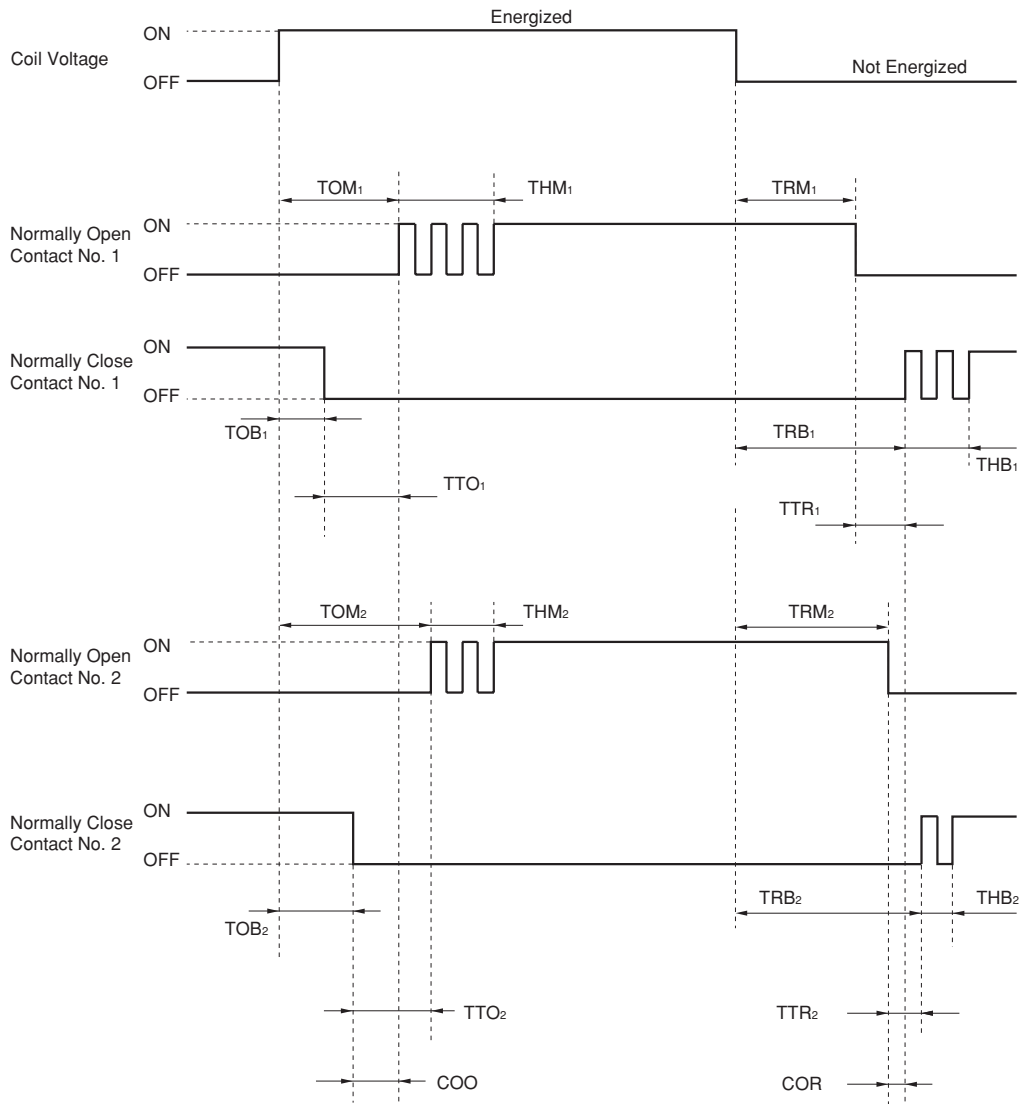 Energized
ON
Coil Voltage
OFF
Not Energized
TOM1
THM1
TRM1
ON
Normally Open
Contact No. 1
OFF
ON
Normally Close
Contact No. 1
OFF
TOB1
TRB1
THB1
TTO1
TTR1
TOM2
THM2
TRM2
ON
Normally Open
Contact No. 2
OFF
ON
Normally Close
Contact No. 2
OFF
TOB2
TRB2
THB2
TTO2
TTR2
COO
COR